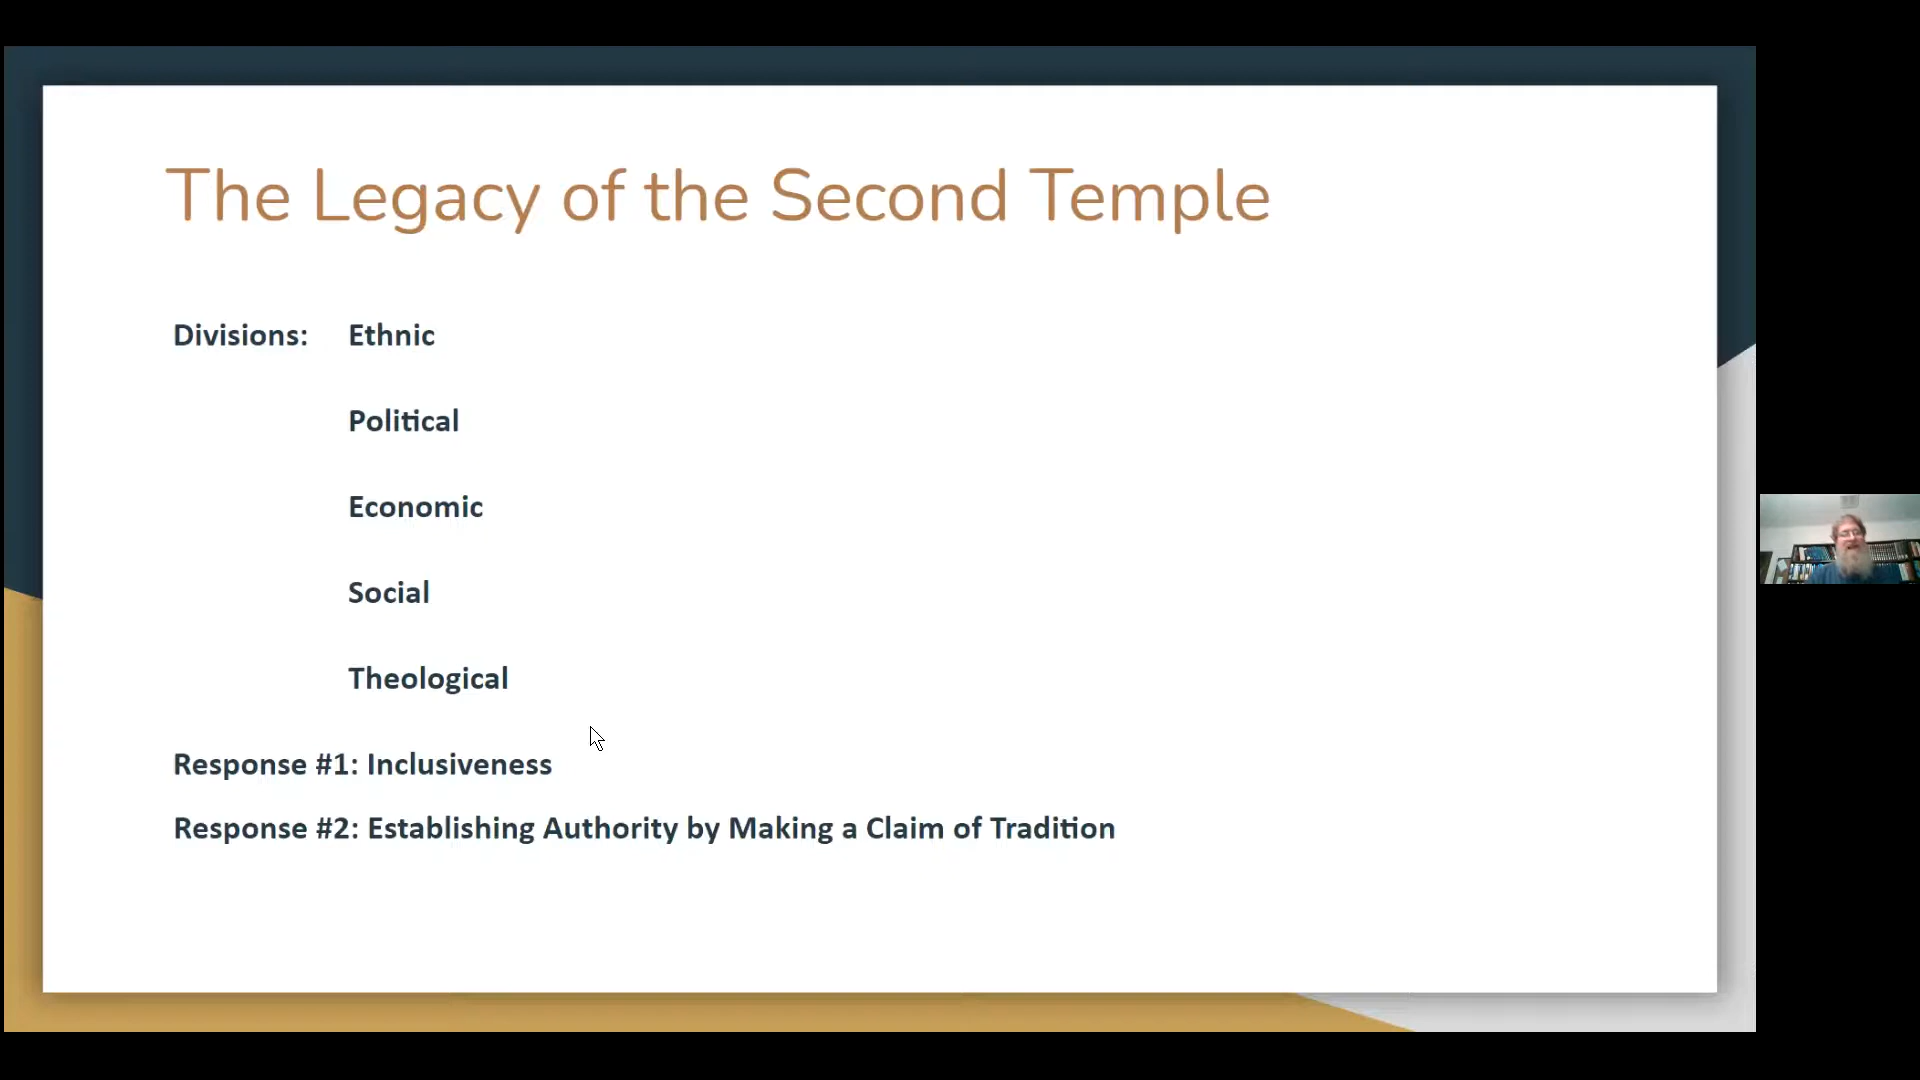 The Legacy of the Second Temple
Divisions: Ethnic
Political
Economic
Social
Theological
Response #1: Inclusiveness
Response #2: Establishing Authority by Making a Claim of Tradition